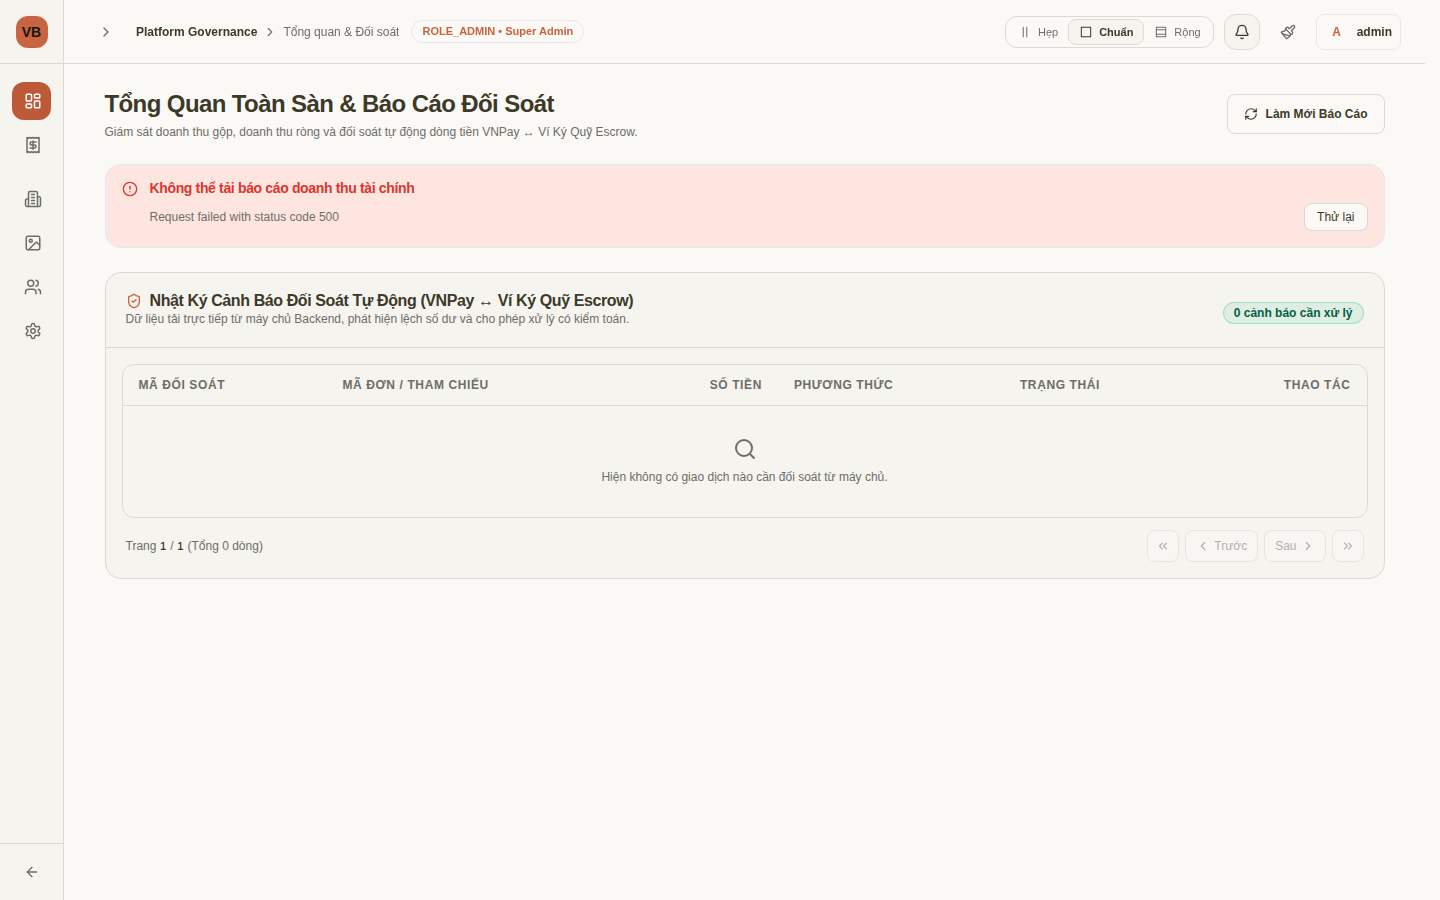 VB
Platform Governance
Tổng quan & Đối soát
ROLE_ADMIN • Super Admin
Hẹp
Chuẩn
Rộng
A
admin
Tổng Quan Toàn Sàn & Báo Cáo Đối Soát
Giám sát doanh thu gộp, doanh thu ròng và đối soát tự động dòng tiền VNPay ↔ Ví Ký Quỹ Escrow.
Làm Mới Báo Cáo
Không thể tải báo cáo doanh thu tài chính
Request failed with status code 500
Thử lại
Nhật Ký Cảnh Báo Đối Soát Tự Động (VNPay ↔ Ví Ký Quỹ Escrow)
Dữ liệu tải trực tiếp từ máy chủ Backend, phát hiện lệch số dư và cho phép xử lý có kiểm toán.
0 cảnh báo cần xử lý
MÃ ĐỐI SOÁT
MÃ ĐƠN / THAM CHIẾU
SỐ TIỀN
PHƯƠNG THỨC
TRẠNG THÁI
THAO TÁC
Hiện không có giao dịch nào cần đối soát từ máy chủ.
Trang 1 / 1 (Tổng 0 dòng)
Trước
Sau